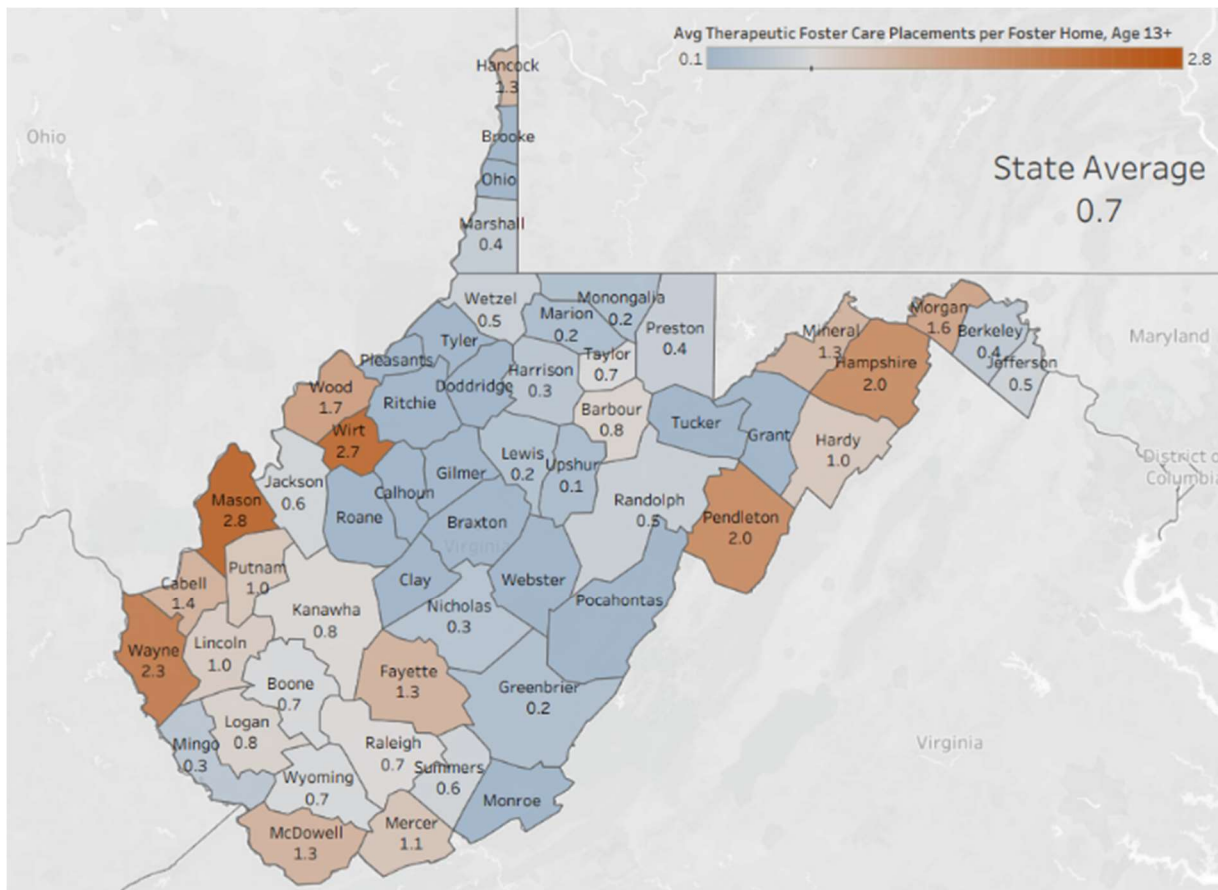 Avg Therapeutic Foster Care Placements per Foster Home, Age 13+
0.1
2.8
State Average
0.7
Ohio
Hancock
1.3
Brooke
Ohio
Marshall
0.4
Wetzel
0.5
Monongalia
0.2
Marion
0.2
Preston
0.4
Tyler
Pleasants
Taylor
0.7
Harrison
0.3
Doddridge
Ritchie
Wood
1.7
Wirt
2.7
Barbour
0.8
Tucker
Grant
Mineral
1.3
Hampshire
2.0
Morgan
1.6
Berkeley
0.4
Jefferson
0.5
Maryland
Hardy
1.0
District o
Columbia
Lewis
0.2
Upshur
0.1
Gilmer
Calhoun
Jackson
0.6
Mason
2.8
Roane
Braxton
Virginia
Randolph
0.5
Pendleton
2.0
Putnam
1.0
Cabell
1.4
Clay
Webster
Pocahontas
Nicholas
0.3
Kanawha
0.8
Wayne
2.3
Lincoln
1.0
Boone
0.7
Fayette
1.3
Greenbrier
0.2
Logan
0.8
Mingo
0.3
Raleigh
0.7
Summers
0.6
Wyoming
0.7
Monroe
McDowell
1.3
Mercer
1.1
Virginia